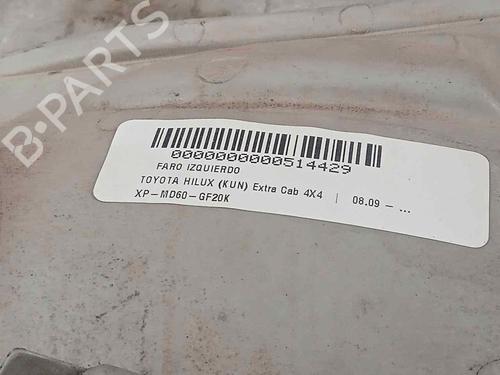 B-PARTS
0000000000514429
FARO IZQUIERDO
TOYOTA HILUX (KUN) Extra Cab 4X4 | 08.09 - ...
XP-MD60-GF20K